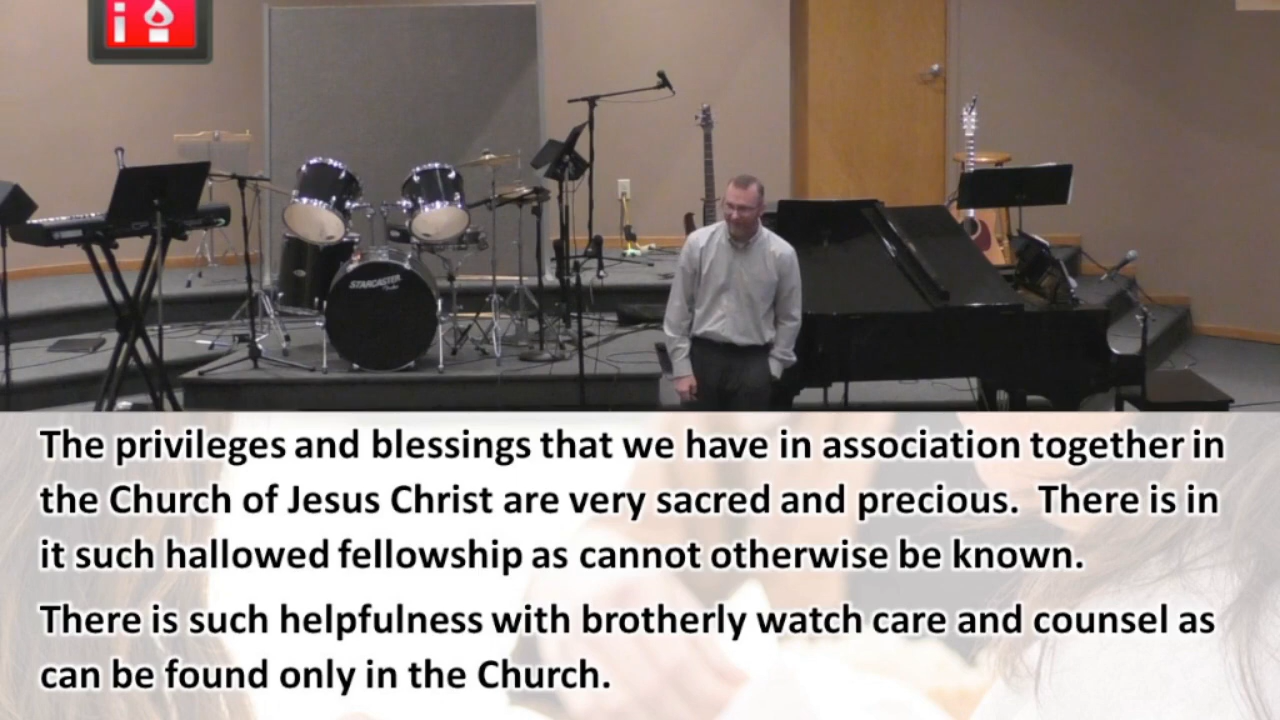 STARCASTER
The privileges and blessings that we have in association together in
the Church of Jesus Christ are very sacred and precious.  There is in
it such hallowed fellowship as cannot otherwise be known.
There is such helpfulness with brotherly watch care and counsel as
can be found only in the Church.